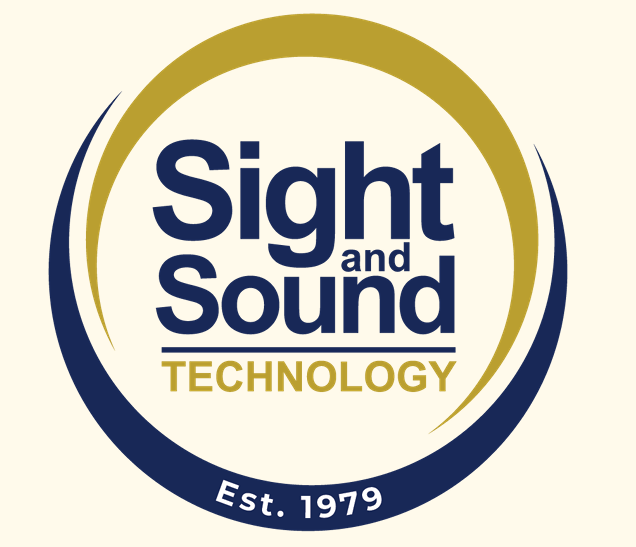 Sight
and
Sound
TECHNOLOGY
Est. 1979